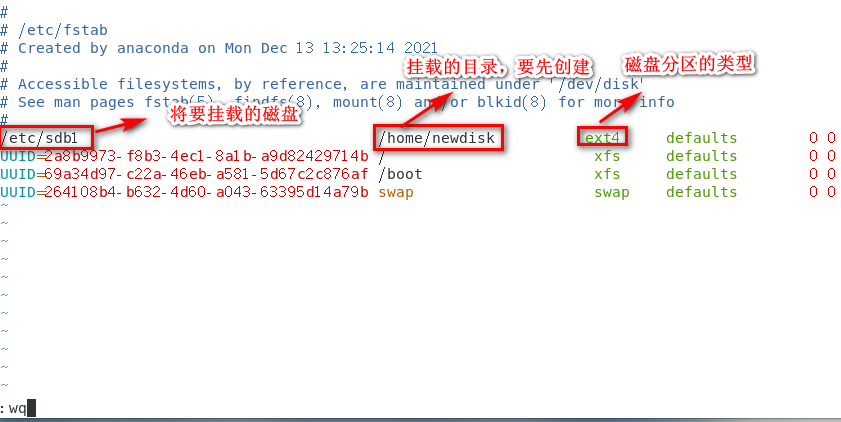 #
# /etc/fstab
# Created by anaconda on Mon Dec 13 13:25:14 2021
#
挂载的目录，要先创建
磁盘分区的类型
# Accessible filesystems, by reference, are maintained under '/dev/disk'
# See man pages fstab(5), findfs(8), mount(8) and/or blkid(8) for more info
#
将要挂载的磁盘
/etc/sdb1 /home/newdisk ext4 defaults 0 0
UUID=2a8b9973-f8b3-4ec1-8a1b-a9d82429714b / xfs defaults 0 0
UUID=69a34d97-c22a-46eb-a581-5d67c2c876af /boot xfs defaults 0 0
UUID=264108b4-b632-4d60-a043-63395d14a79b swap swap defaults 0 0
~
~
~
~
~
~
~
~
~
~
~
:wq